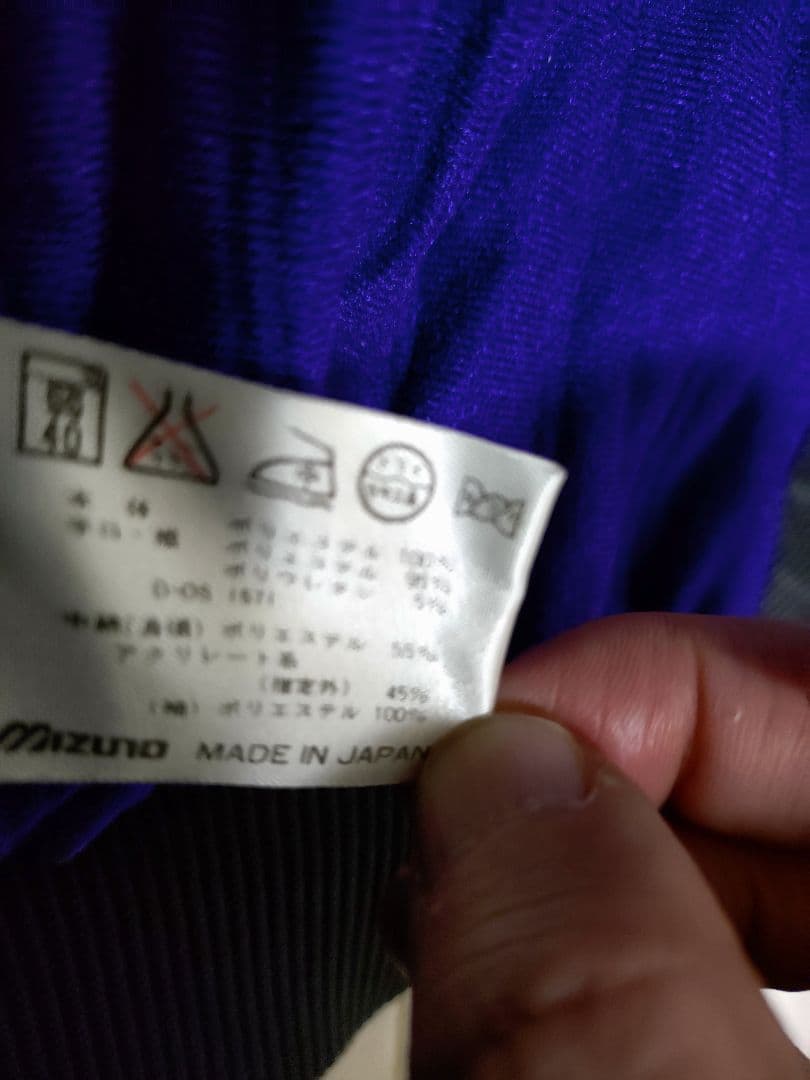 40
本体 ポリエステル 100%
ポリエステル 95%
ポリウレタン 5%
D-OS 1671
中綿(身頃) ポリエステル 55%
アクリレート系
(指定外) 45%
(袖) ポリエステル 100%
MIZUNO MADE IN JAPAN